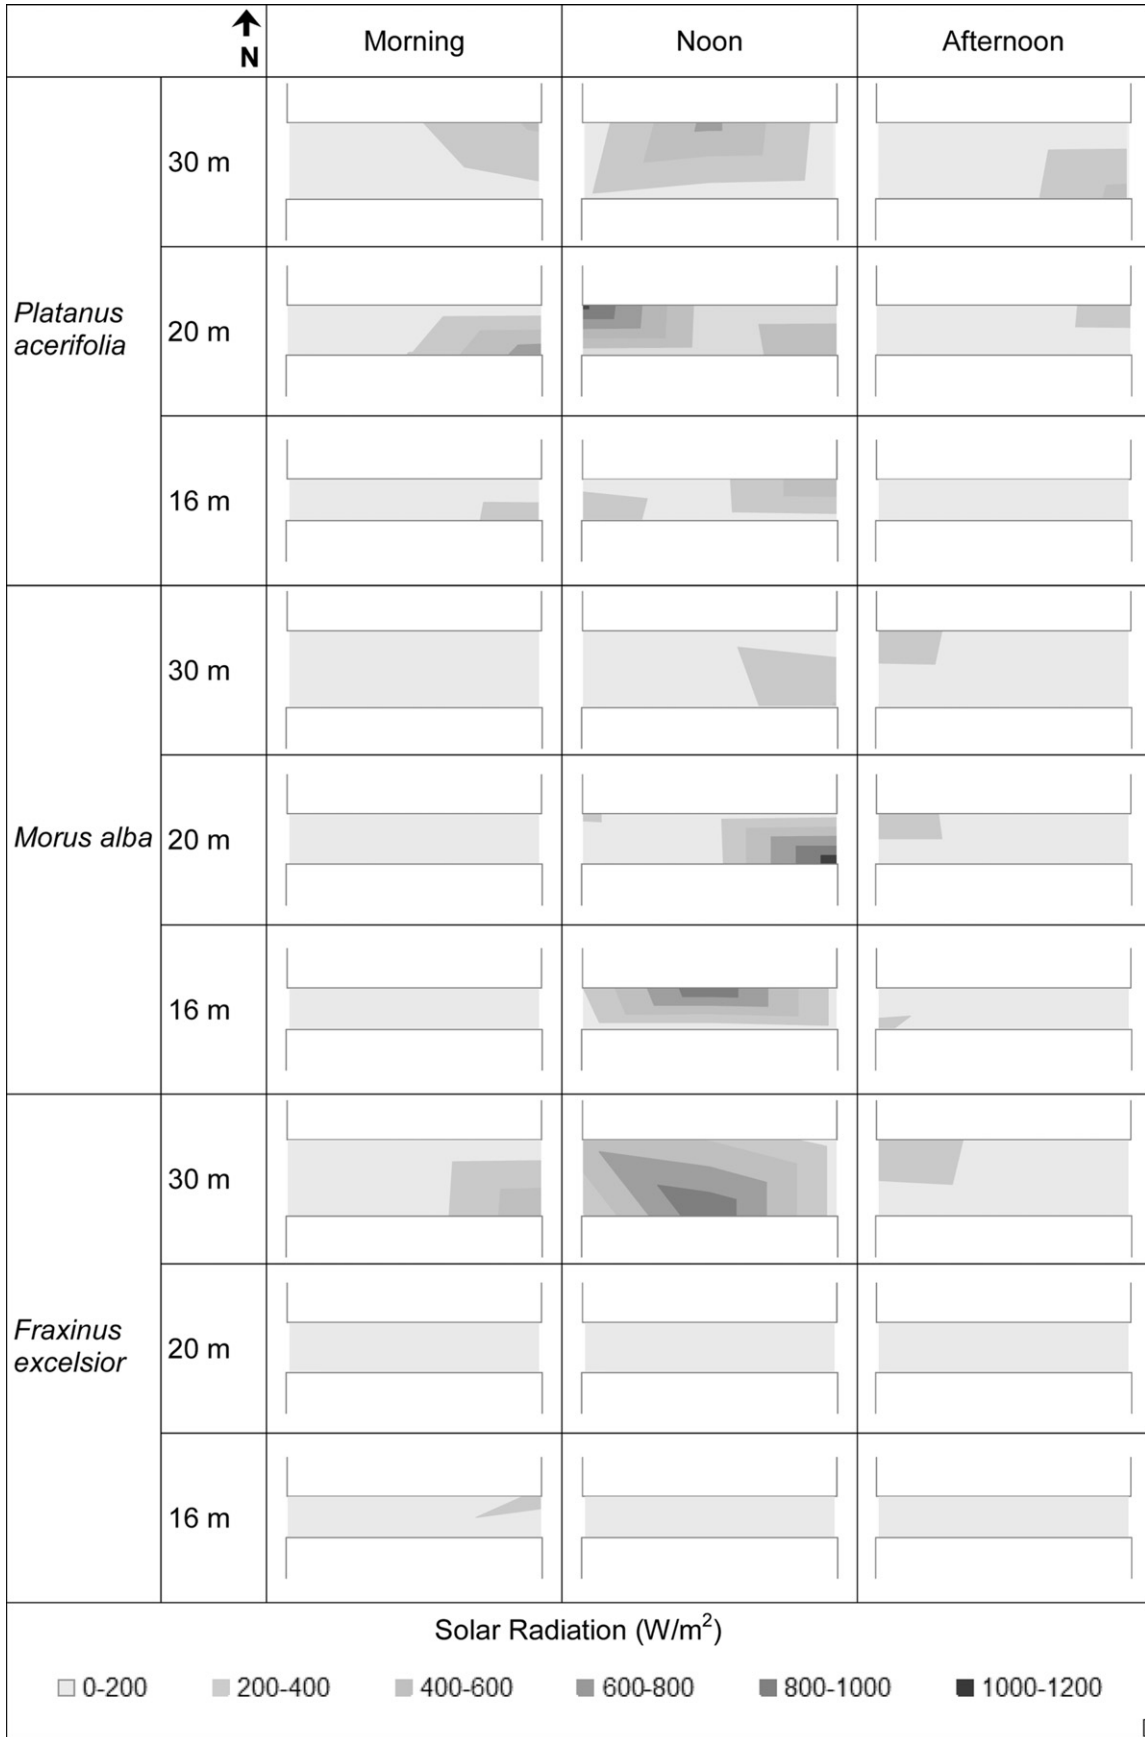 N
Morning Noon Afternoon
Platanus
acerifolia
30 m
20 m
16 m
Morus alba
30 m
20 m
16 m
Fraxinus
excelsior
30 m
20 m
16 m
Solar Radiation (W/m²)
0-200 200-400 400-600 600-800 800-1000 1000-1200